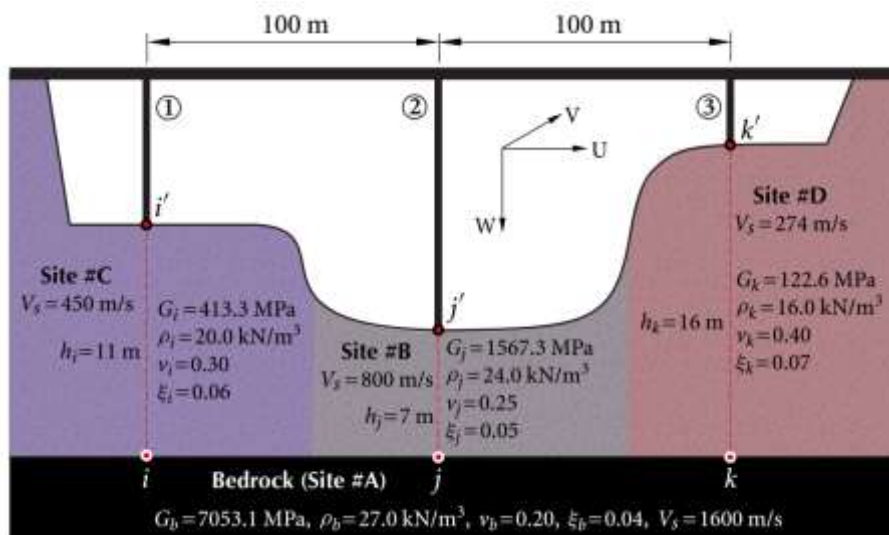 100 m
100 m
①
②
③
k′
V
U
W
i′
Site #D
Vₛ = 274 m/s
Site #C
Vₛ = 450 m/s
Gᵢ = 413.3 MPa
ρᵢ = 20.0 kN/m³
νᵢ = 0.30
ξᵢ = 0.06
hᵢ = 11 m
j′
Site #B
Vₛ = 800 m/s
hⱼ = 7 m
Gⱼ = 1567.3 MPa
ρⱼ = 24.0 kN/m³
νⱼ = 0.25
ξⱼ = 0.05
Gₖ = 122.6 MPa
ρₖ = 16.0 kN/m³
νₖ = 0.40
ξₖ = 0.07
hₖ = 16 m
i
j
k
Bedrock (Site #A)
G_b = 7053.1 MPa, ρ_b = 27.0 kN/m³, ν_b = 0.20, ξ_b = 0.04, Vₛ = 1600 m/s